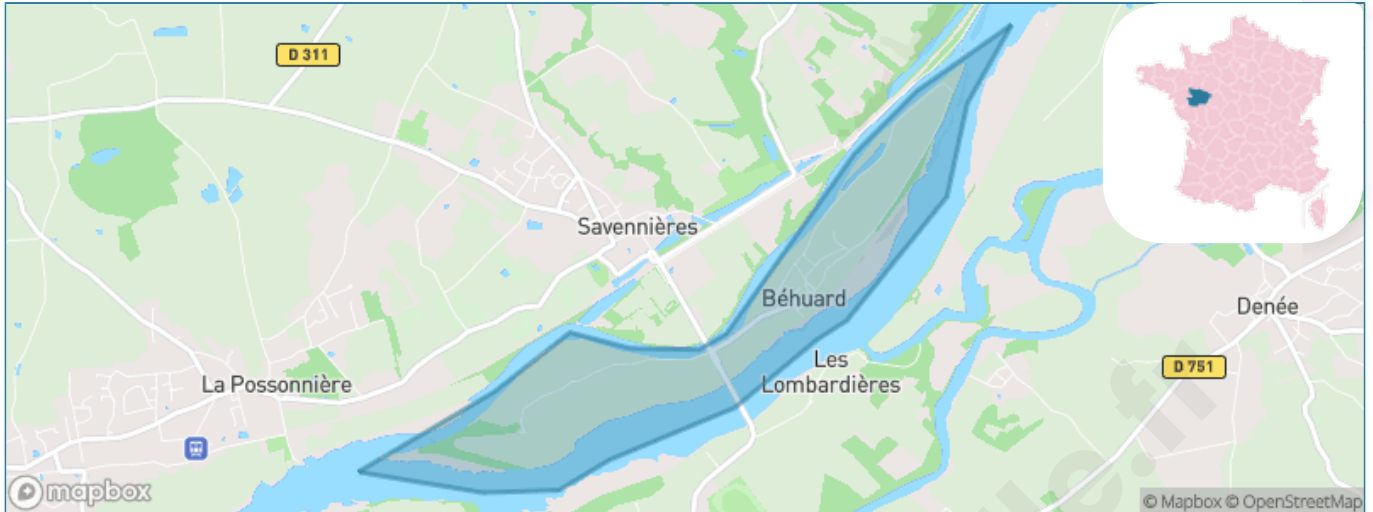 D 311
Savennières
Béhuard
Denée
Les
Lombardières
D 751
La Possonnière
mapbox
© Mapbox © OpenStreetMap